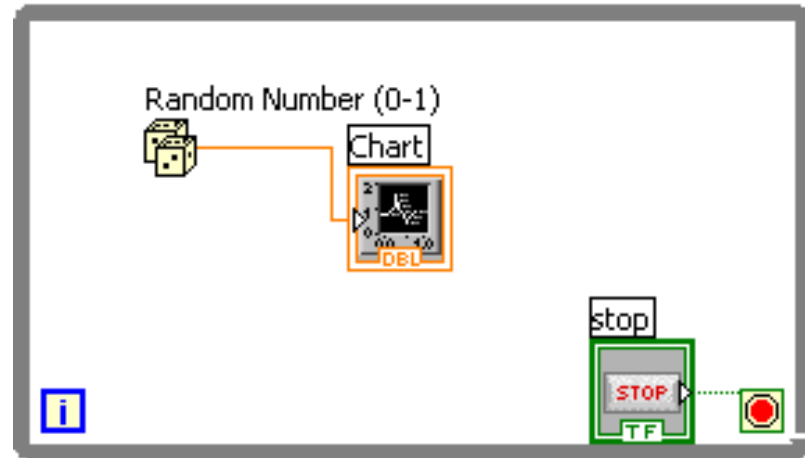 Random Number (0-1)
Chart
DBL
stop
STOP
i
TF